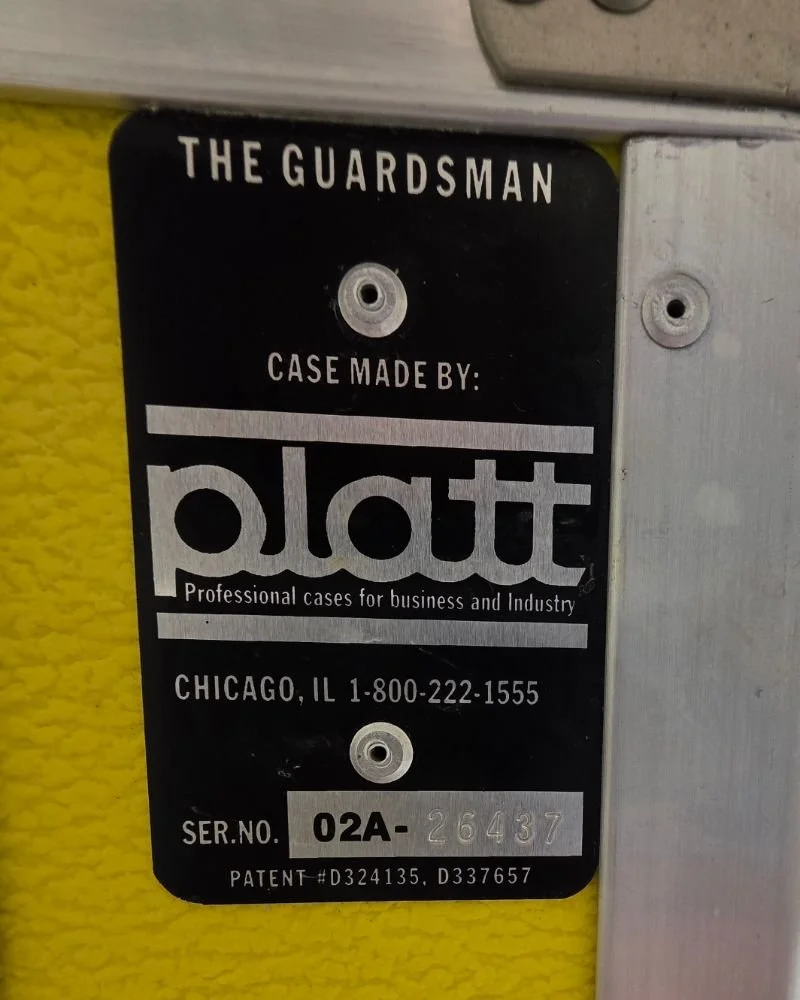 THE GUARDSMAN
CASE MADE BY:
platt
Professional cases for business and Industry
CHICAGO, IL 1-800-222-1555
SER.NO. 02A- 26437
PATENT #D324135, D337657